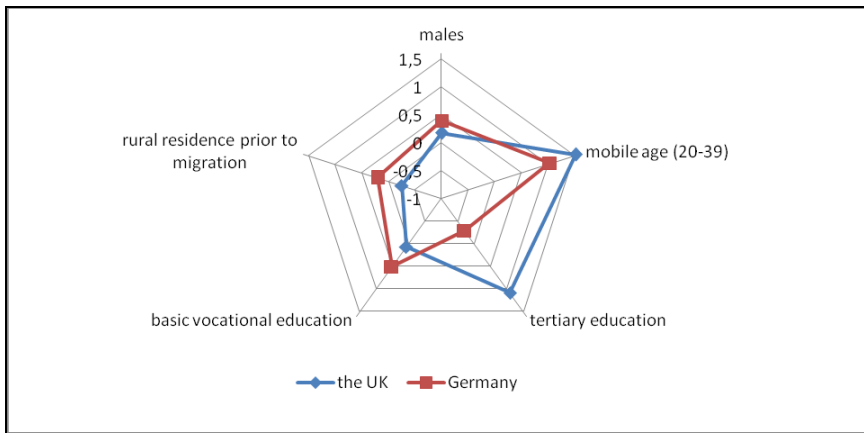 males
1,5
1
0,5
0
-0,5
-1
mobile age (20-39)
rural residence prior to
migration
basic vocational education
tertiary education
the UK
Germany